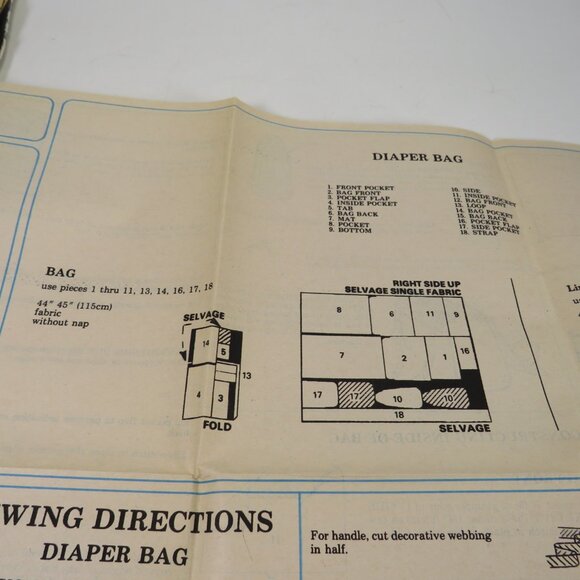 DIAPER BAG
1. FRONT POCKET
2. BAG FRONT
3. POCKET FLAP
4. INSIDE POCKET
5. TAB
6. BAG BACK
7. MAT
8. POCKET
9. BOTTOM
10. SIDE
11. INSIDE POCKET
12. BAG FRONT
13. LOOP
14. BAG POCKET
15. BAG BACK
16. POCKET FLAP
17. SIDE POCKET
18. STRAP
BAG
use pieces 1 thru 11, 13, 14, 16, 17, 18
44" 45" (115cm)
fabric
without nap
SELVAGE
14
5
13
4
3
FOLD
RIGHT SIDE UP
SELVAGE SINGLE FABRIC
8 6 11 9
7 2 1 16
17 17 10 10
18
SELVAGE
WING DIRECTIONS
DIAPER BAG
For handle, cut decorative webbing
in half.